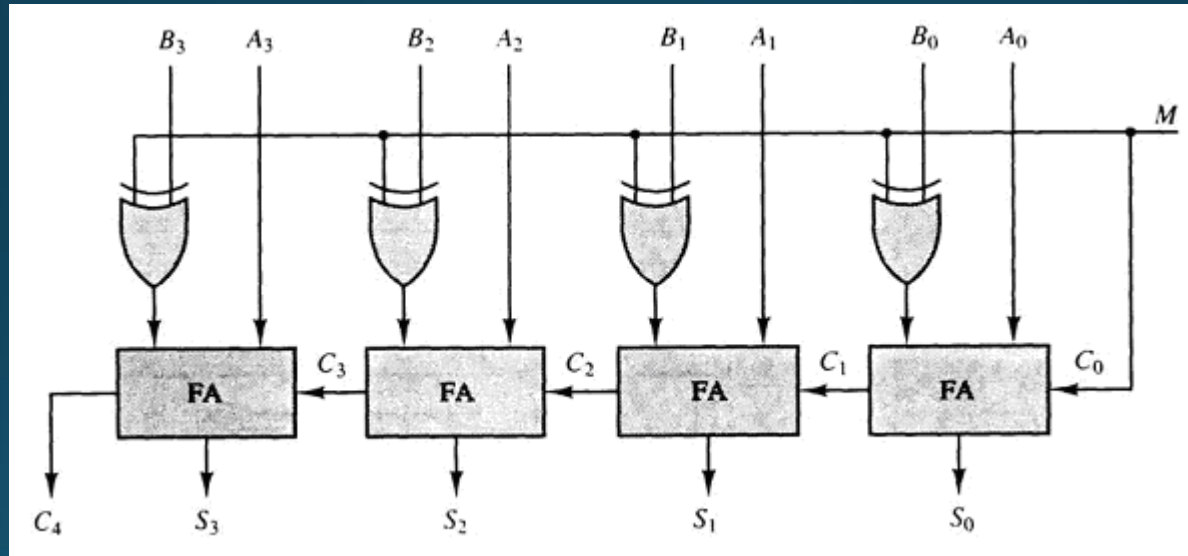 B₃ A₃ B₂ A₂ B₁ A₁ B₀ A₀
M
C₃ C₂ C₁ C₀
FA FA FA FA
C₄ S₃ S₂ S₁ S₀